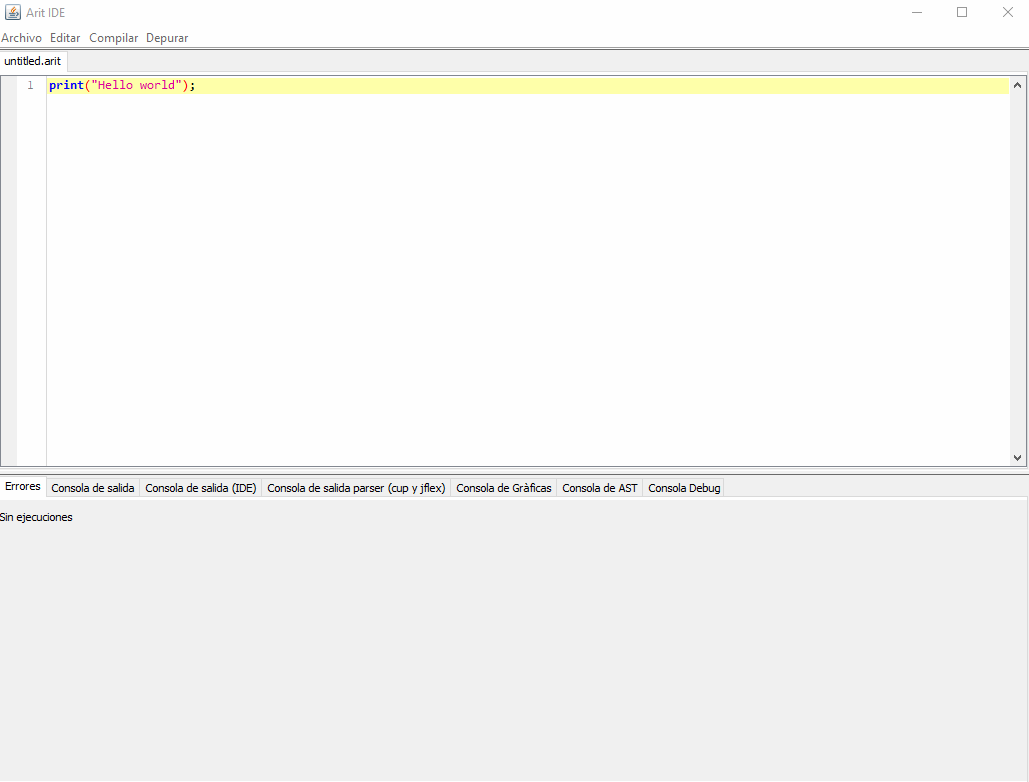 Arit IDE
Archivo Editar Compilar Depurar
untitled.arit
1 print("Hello world");
Errores Consola de salida Consola de salida (IDE) Consola de salida parser (cup y jflex) Consola de Gràficas Consola de AST Consola Debug
Sin ejecuciones